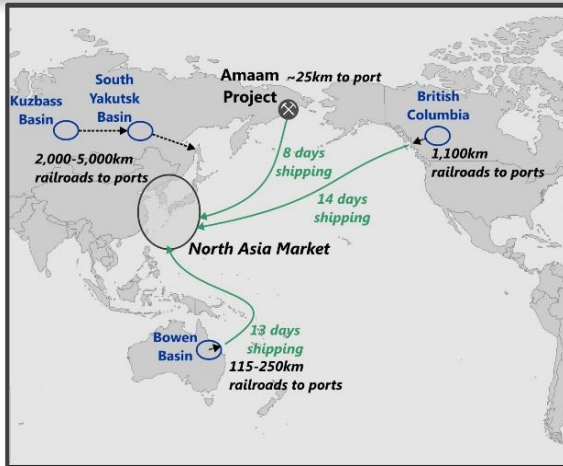 Kuzbass
Basin
South
Yakutsk
Basin
Amaam
Project
~25km to port
British
Columbia
2,000-5,000km
railroads to ports
8 days
shipping
1,100km
railroads to ports
14 days
shipping
North Asia Market
Bowen
Basin
13 days
shipping
115-250km
railroads to ports